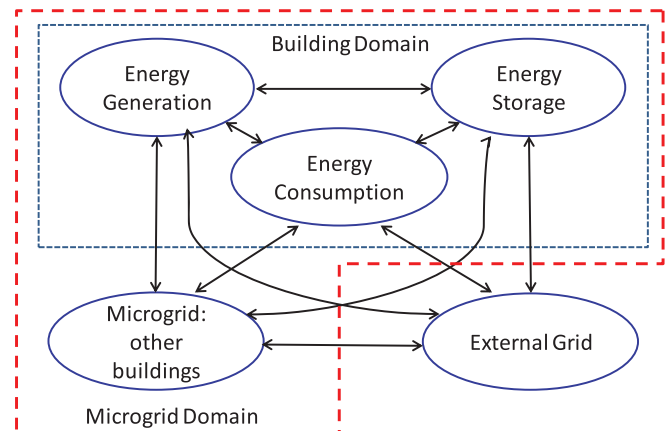 Building Domain
Energy
Generation
Energy
Storage
Energy
Consumption
Microgrid:
other
buildings
External Grid
Microgrid Domain